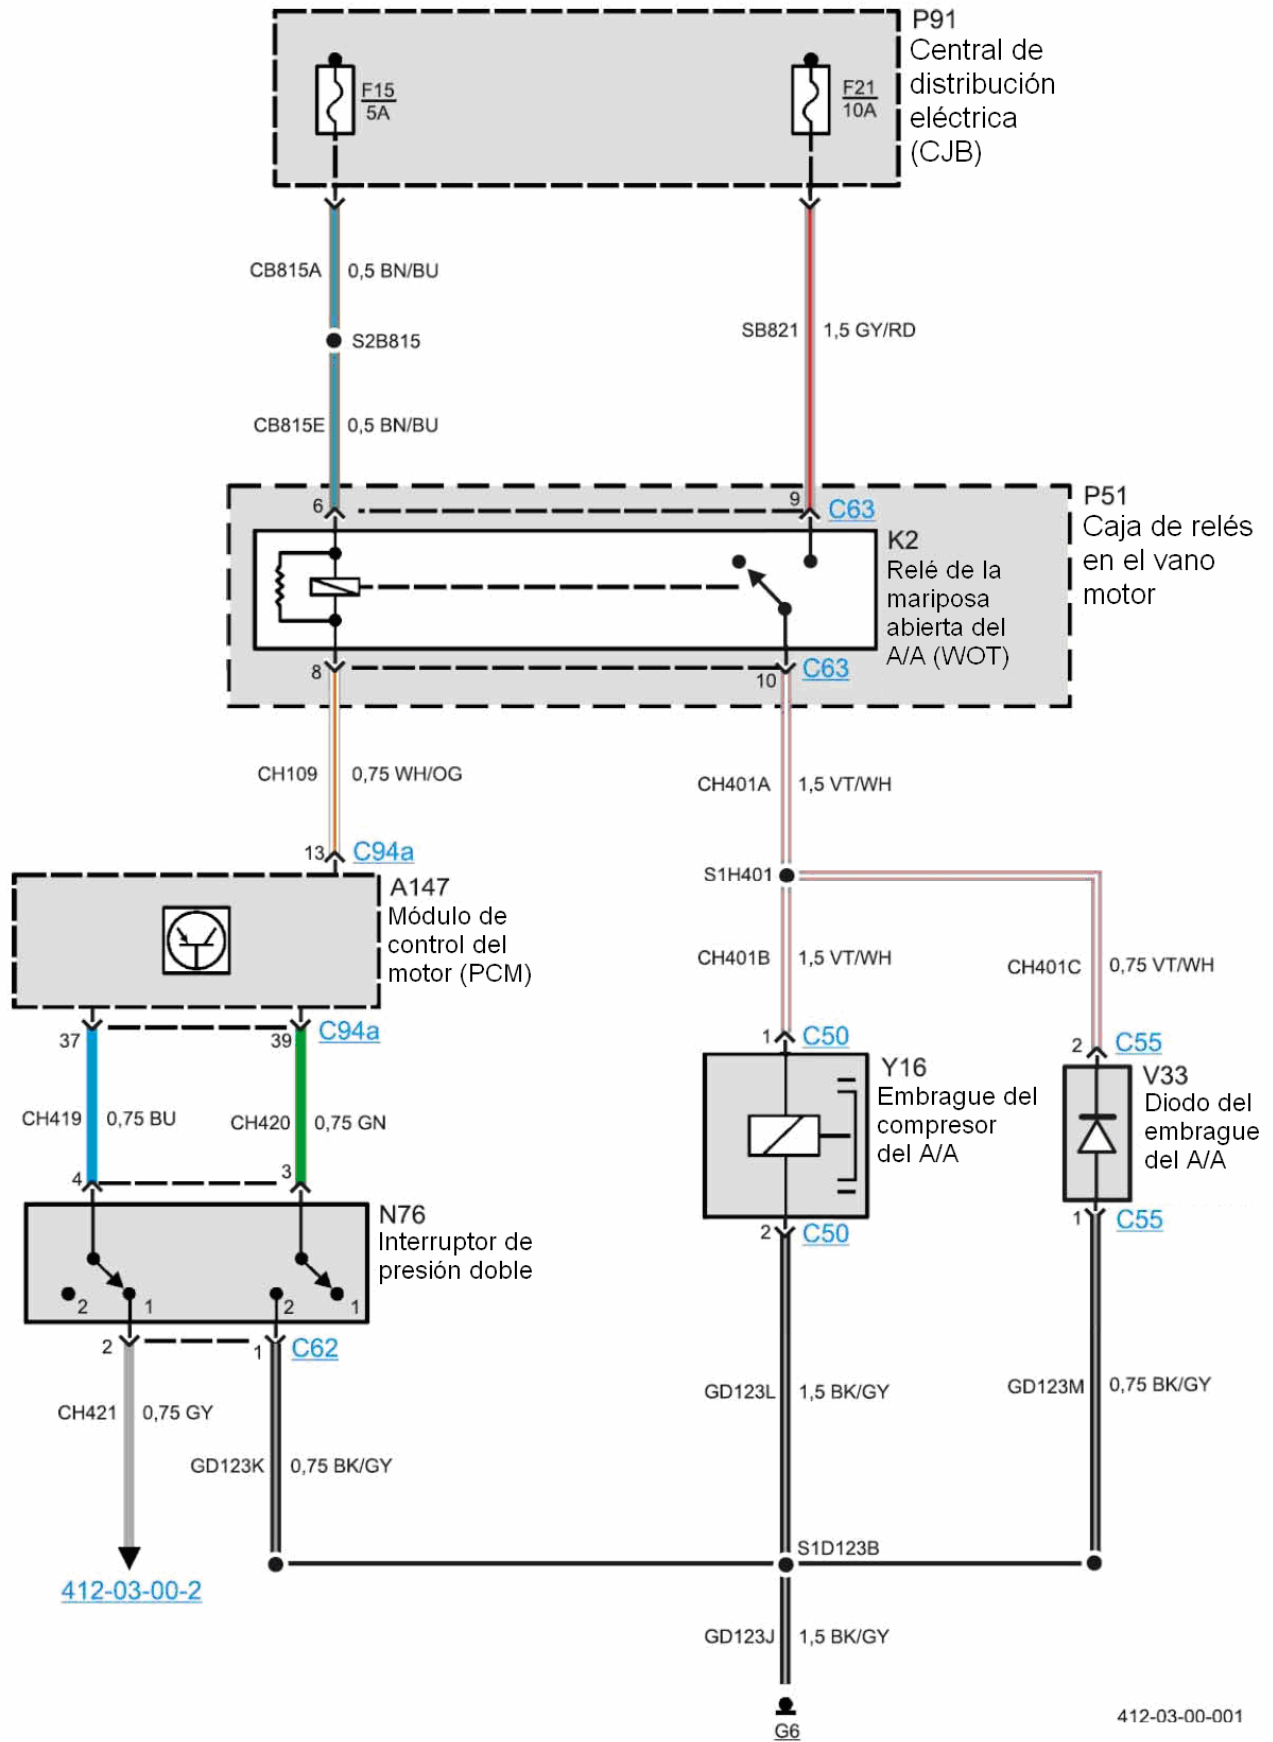 P91
Central de
distribución
eléctrica
(CJB)
F15
5A
F21
10A
CB815A 0,5 BN/BU
S2B815
SB821 1,5 GY/RD
CB815E 0,5 BN/BU
6
9
C63
P51
Caja de relés
en el vano
motor
K2
Relé de la
mariposa
abierta del
A/A (WOT)
8
10
C63
CH109 0,75 WH/OG
CH401A 1,5 VT/WH
13
C94a
A147
Módulo de
control del
motor (PCM)
S1H401
CH401B 1,5 VT/WH
CH401C 0,75 VT/WH
37
39
C94a
1
C50
2
C55
CH419 0,75 BU
CH420 0,75 GN
Y16
Embrague del
compresor
del A/A
V33
Diodo del
embrague
del A/A
4
3
N76
Interruptor de
presión doble
2
1
2
1
2
C50
1
C55
2
1
C62
CH421 0,75 GY
GD123K 0,75 BK/GY
GD123L 1,5 BK/GY
GD123M 0,75 BK/GY
S1D123B
412-03-00-2
GD123J 1,5 BK/GY
G6
412-03-00-001